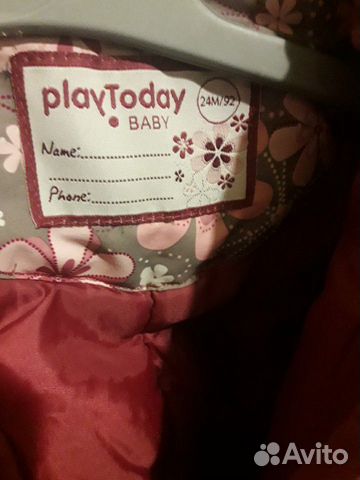 playToday
BABY
24M/92
Name:
Phone:
Avito